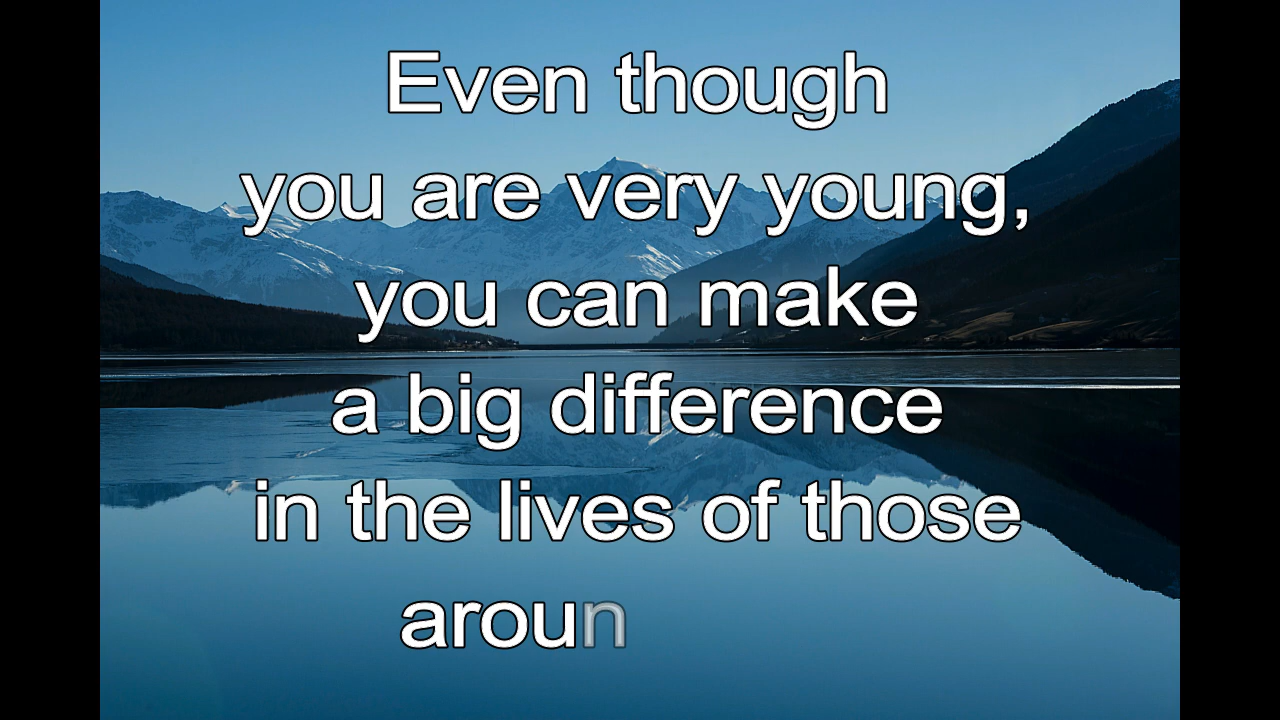 Even though
you are very young,
you can make
a big difference
in the lives of those
aroun